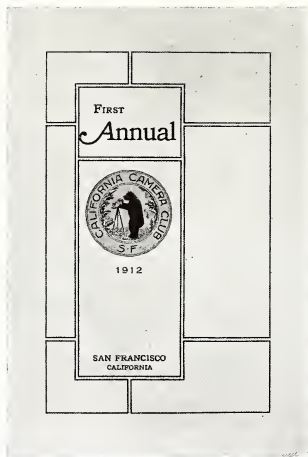 First
Annual
CALIFORNIA CAMERA CLUB
S.F.
1912
SAN FRANCISCO
CALIFORNIA